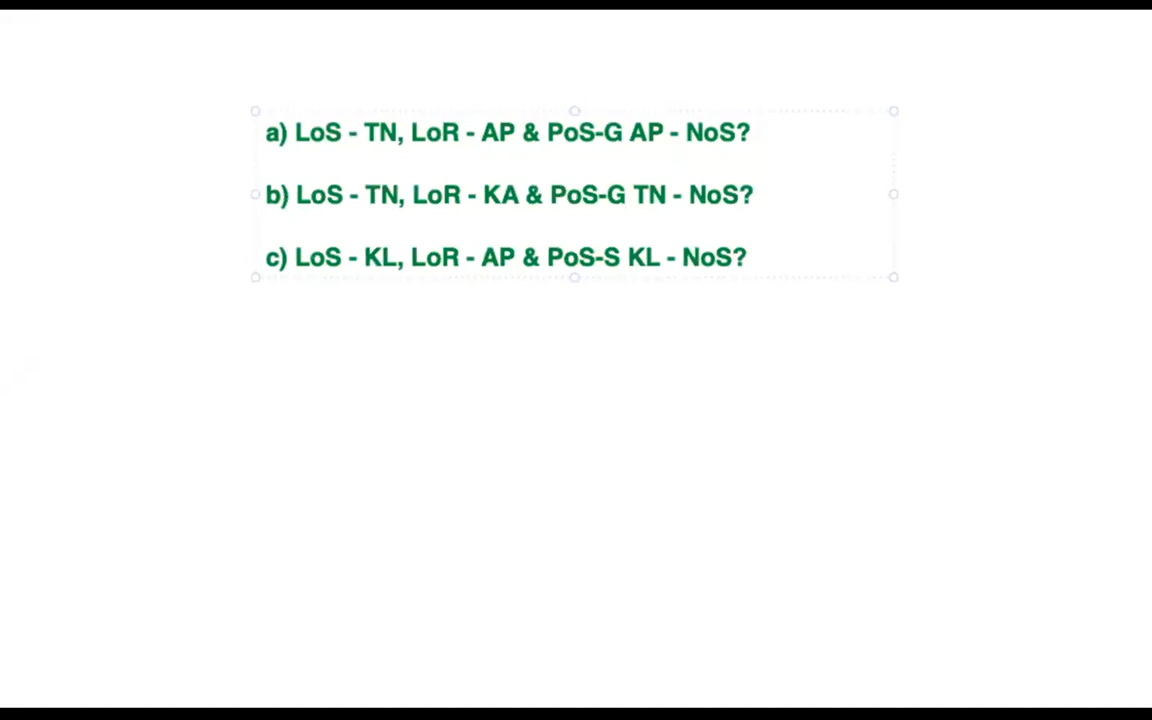 a) LoS - TN, LoR - AP & PoS-G AP - NoS?
b) LoS - TN, LoR - KA & PoS-G TN - NoS?
c) LoS - KL, LoR - AP & PoS-S KL - NoS?